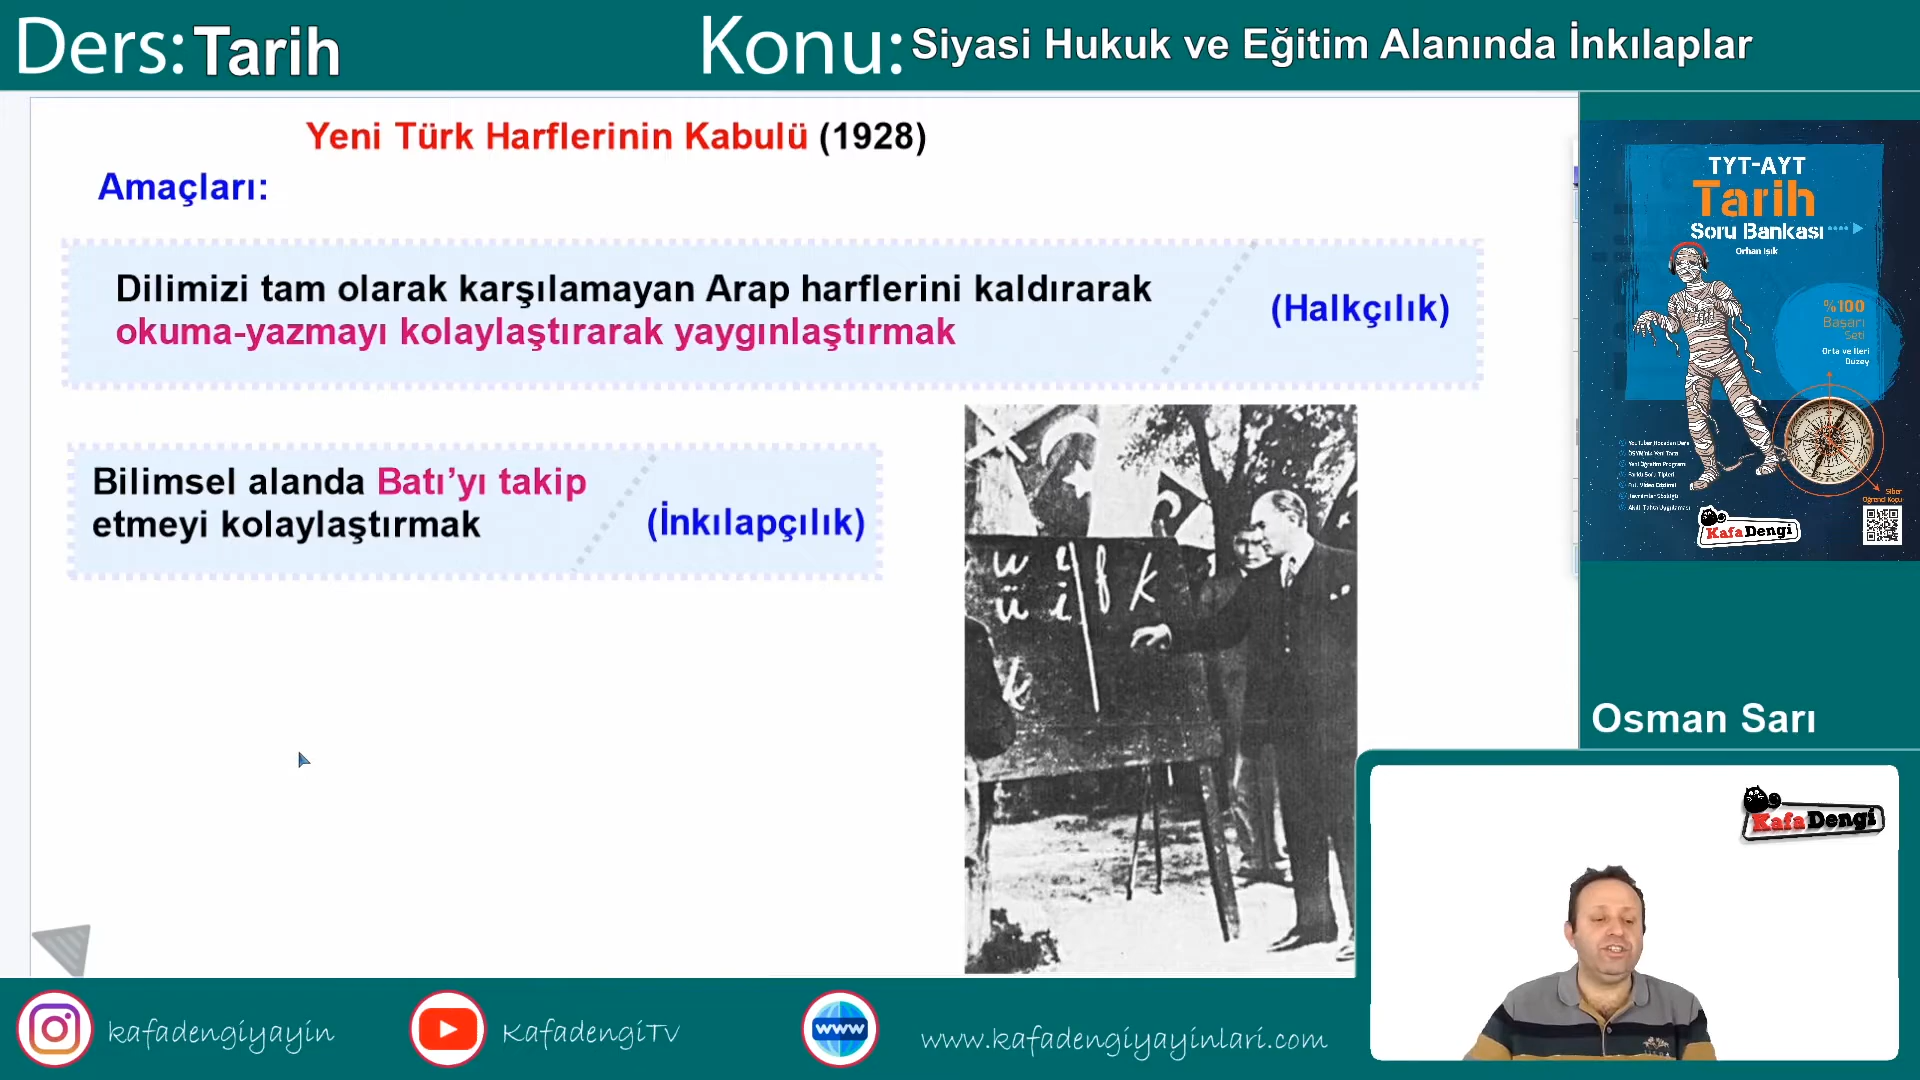 Ders: Tarih
Konu: Siyasi Hukuk ve Eğitim Alanında İnkılaplar
Yeni Türk Harflerinin Kabulü (1928)
Amaçları:
Dilimizi tam olarak karşılamayan Arap harflerini kaldırarak
okuma-yazmayı kolaylaştırarak yaygınlaştırmak
(Halkçılık)
Bilimsel alanda Batı’yı takip
etmeyi kolaylaştırmak
(İnkılapçılık)
ü i f k
TYT-AYT
Tarih
Soru Bankası
Orhan Işık
%100
Başarı
Seti
Orta ve İleri
Düzey
KafaDengi
Osman Sarı
KafaDengi
kafadengiyayin
KafadengiTv
www
www.kafadengiyayinlari.com